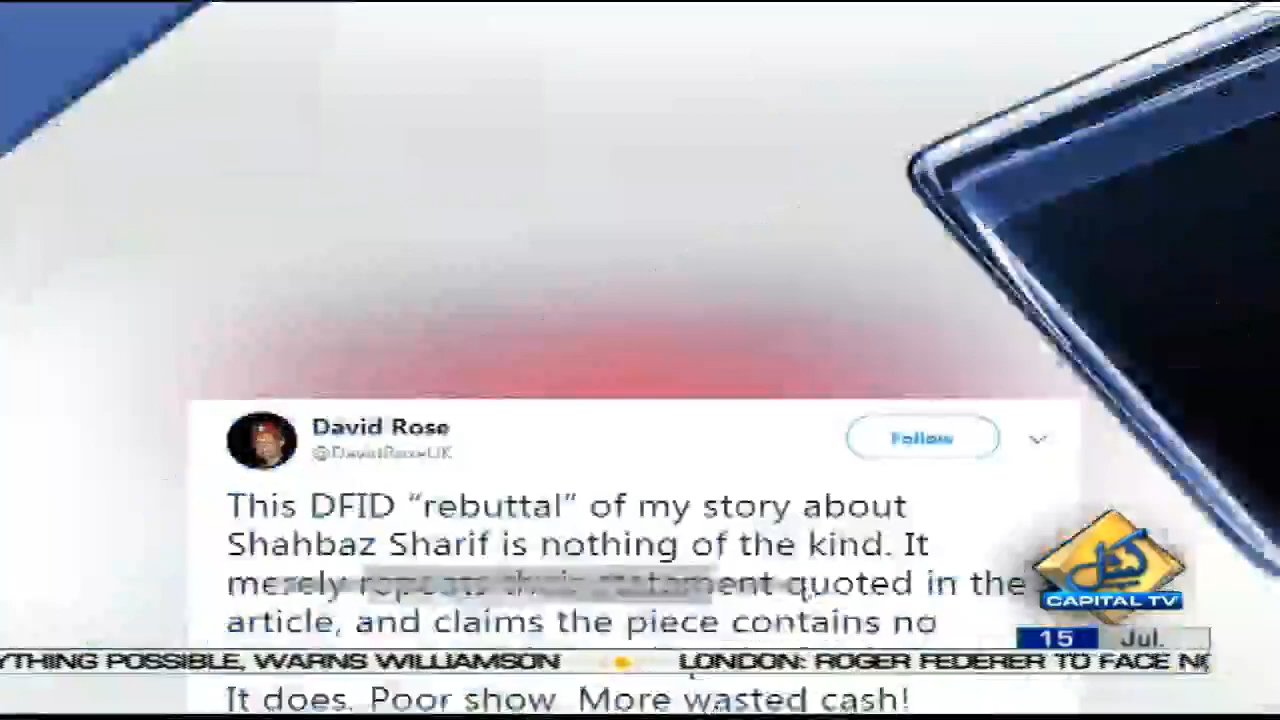 David Rose
@DavidRoseUK
Follow
This DFID “rebuttal” of my story about
Shahbaz Sharif is nothing of the kind. It
merely repeats their statement quoted in the
article, and claims the piece contains no
It does. Poor show. More wasted cash!
کیپیٹل
CAPITAL TV
15 Jul.
YTHING POSSIBLE, WARNS WILLIAMSON LONDON: ROGER FEDERER TO FACE